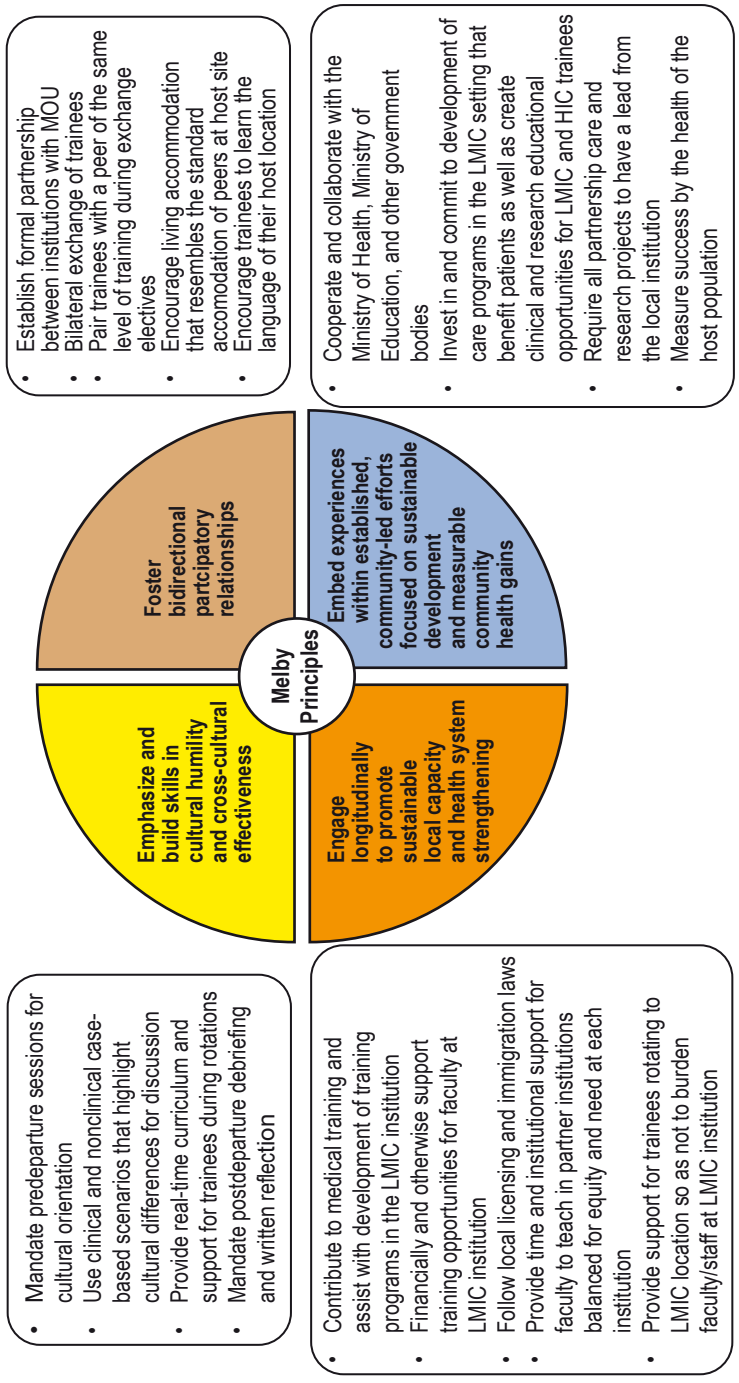 • Mandate predeparture sessions for
cultural orientation
• Use clinical and nonclinical case-
based scenarios that highlight
cultural differences for discussion
• Provide real-time curriculum and
support for trainees during rotations
• Mandate postdeparture debriefing
and written reflection
Emphasize and
build skills in
cultural humility
and cross-cultural
effectiveness
Foster
bidirectional
partcipatory
relationships
• Establish formal partnership
between institutions with MOU
• Bilateral exchange of trainees
• Pair trainees with a peer of the same
level of training during exchange
electives
• Encourage living accommodation
that resembles the standard
accomodation of peers at host site
• Encourage trainees to learn the
language of their host location
Melby
Principles
• Contribute to medical training and
assist with development of training
programs in the LMIC institution
• Financially and otherwise support
training opportunities for faculty at
LMIC institution
• Follow local licensing and immigration laws
• Provide time and institutional support for
faculty to teach in partner institutions
balanced for equity and need at each
institution
• Provide support for trainees rotating to
LMIC location so as not to burden
faculty/staff at LMIC institution
Engage
longitudinally
to promote
sustainable
local capacity
and health system
strengthening
Embed experiences
within established,
community-led efforts
focused on sustainable
development
and measurable
community
health gains
• Cooperate and collaborate with the
Ministry of Health, Ministry of
Education, and other government
bodies
• Invest in and commit to development of
care programs in the LMIC setting that
benefit patients as well as create
clinical and research educational
opportunities for LMIC and HIC trainees
• Require all partnership care and
research projects to have a lead from
the local institution
• Measure success by the health of the
host population